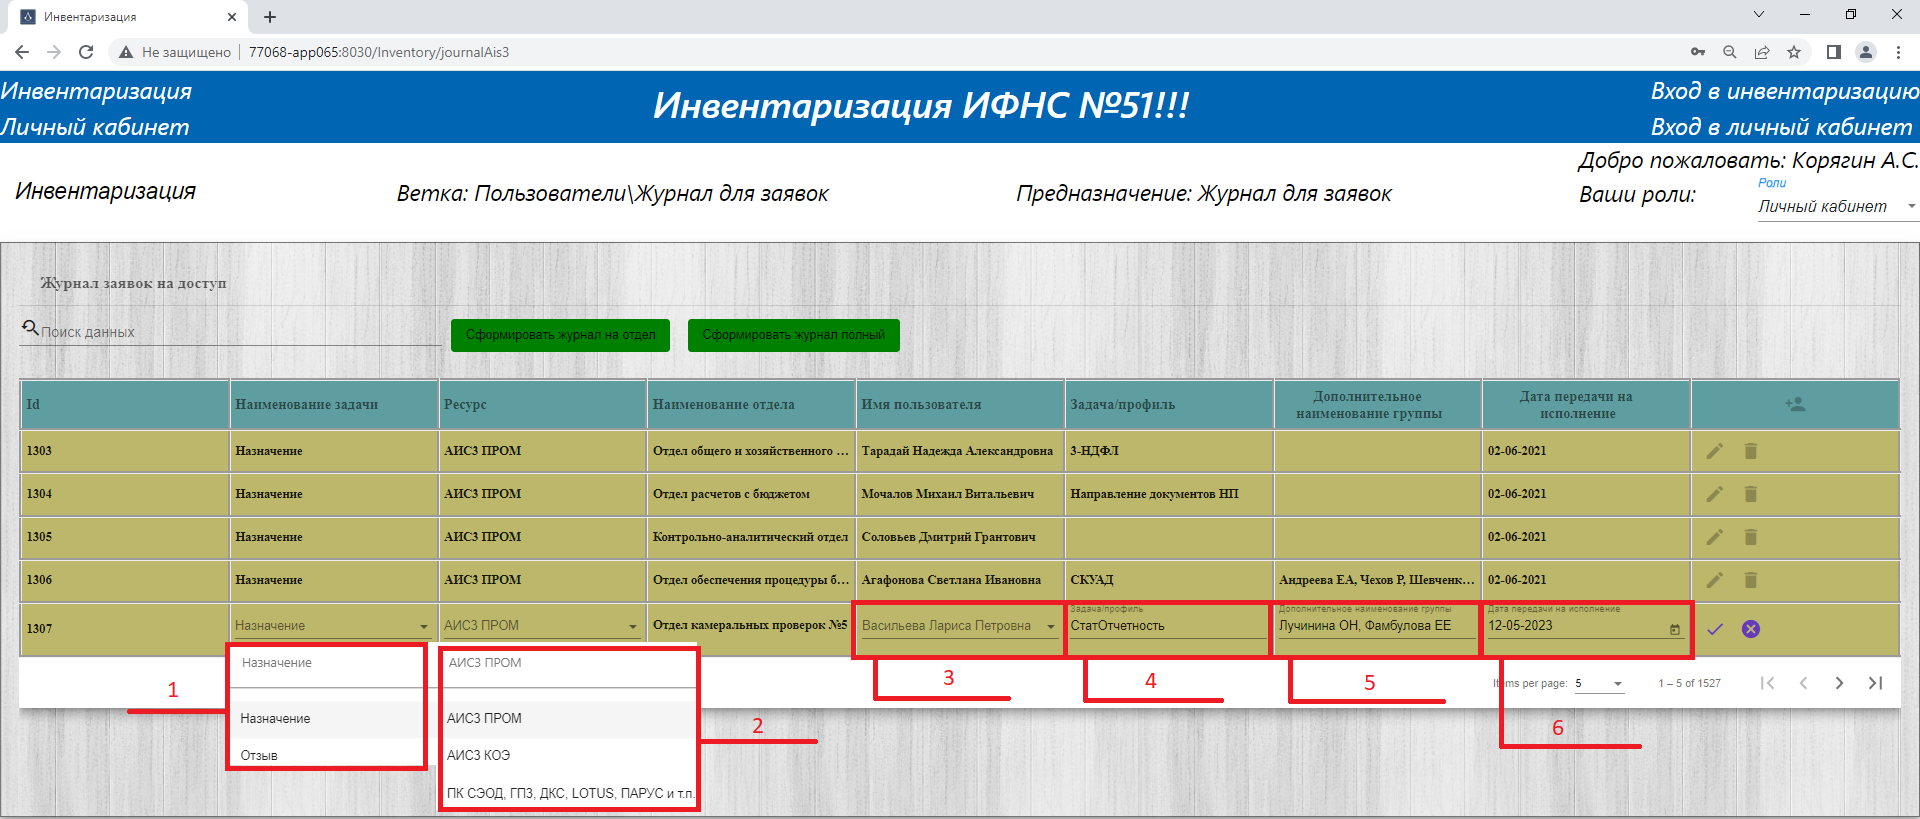 Инвентаризация
Не защищено 77068-app065:8030/Inventory/journalAis3
Инвентаризация
Личный кабинет
Инвентаризация ИФНС №51!!!
Вход в инвентаризацию
Вход в личный кабинет
Добро пожаловать: Корягин А.С.
Инвентаризация
Ветка: Пользователи\Журнал для заявок
Предназначение: Журнал для заявок
Ваши роли:
Роли
Личный кабинет
Журнал заявок на доступ
Поиск данных
Сформировать журнал на отдел
Сформировать журнал полный
Id Наименование задачи Ресурс Наименование отдела Имя пользователя Задача/профиль Дополнительное наименование группы Дата передачи на исполнение
1303 Назначение АИС3 ПРОМ Отдел общего и хозяйственного ... Тарадай Надежда Александровна 3-НДФЛ 02-06-2021
1304 Назначение АИС3 ПРОМ Отдел расчетов с бюджетом Мочалов Михаил Витальевич Направление документов НП 02-06-2021
1305 Назначение АИС3 ПРОМ Контрольно-аналитический отдел Соловьев Дмитрий Грантович 02-06-2021
1306 Назначение АИС3 ПРОМ Отдел обеспечения процедуры б... Агафонова Светлана Ивановна СКУАД Андреева ЕА, Чехов Р, Шевченк... 02-06-2021
Задача/профиль Дополнительное наименование группы Дата передачи на исполнение
1307 Назначение АИС3 ПРОМ Отдел камеральных проверок №5 Васильева Лариса Петровна СтатОтчетность Лучинина ОН, Фамбулова ЕЕ 12-05-2023
Назначение
АИС3 ПРОМ
1
3
4
5
Items per page: 5
1 – 5 of 1527
Назначение
АИС3 ПРОМ
2
6
Отзыв
АИС3 КОЭ
ПК СЭОД, ГП3, ДКС, LOTUS, ПАРУС и т.п.